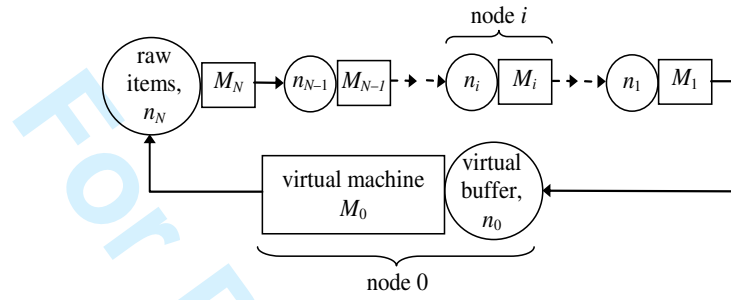 node i
raw
items,
n_N
M_N
n_{N-1}
M_{N-1}
n_i
M_i
n_1
M_1
virtual machine
M_0
virtual
buffer,
n_0
node 0
For P